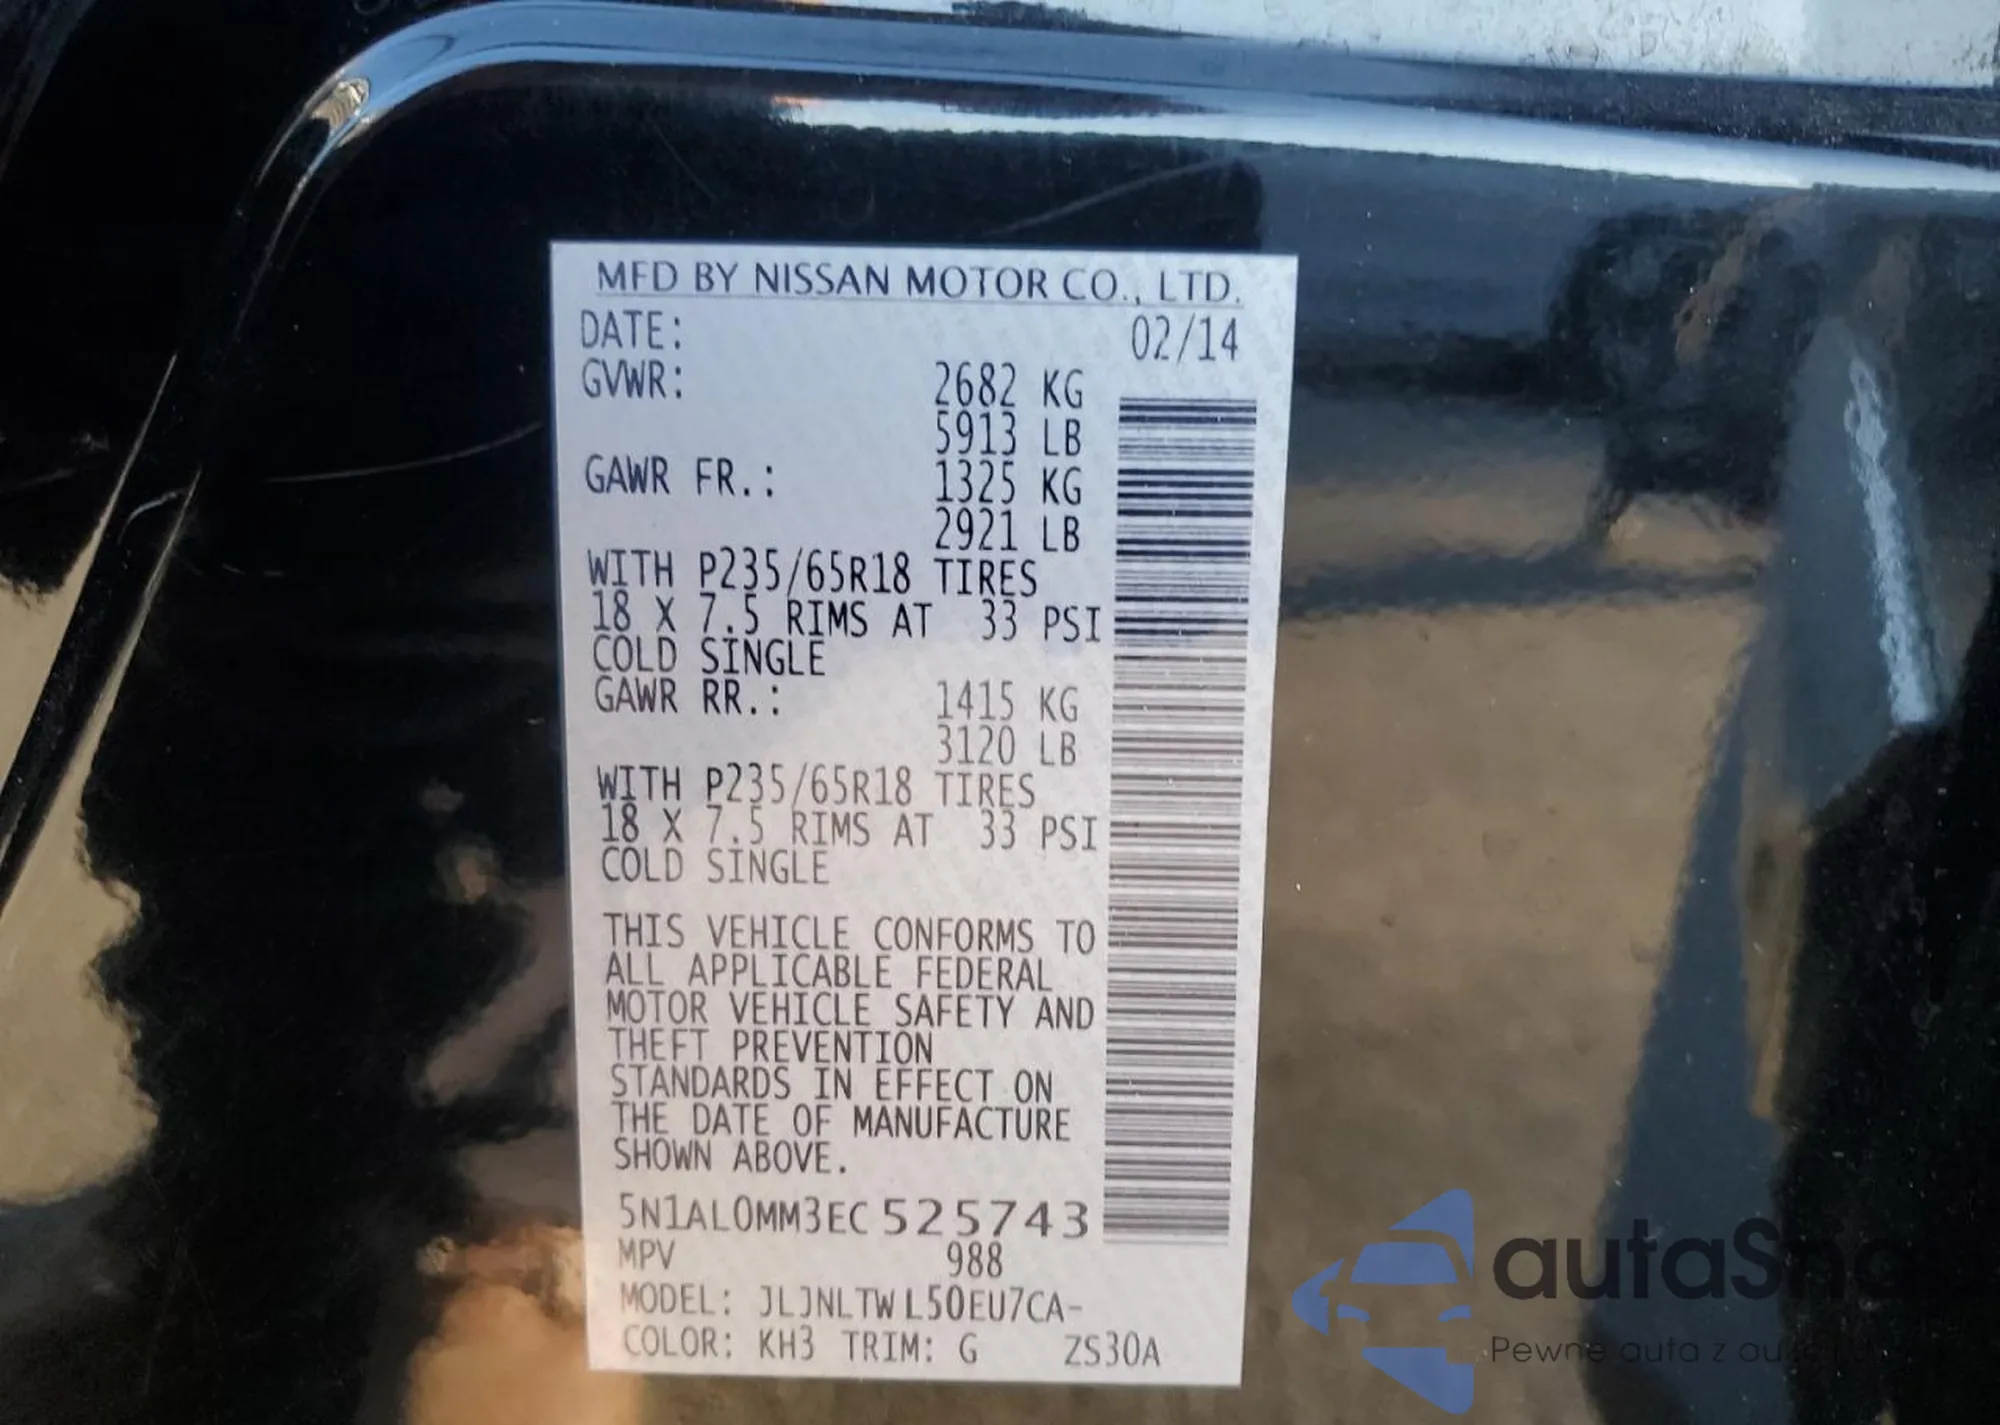 MFD BY NISSAN MOTOR CO., LTD.
DATE: 02/14
GVWR: 2682 KG
5913 LB
GAWR FR.: 1325 KG
2921 LB
WITH P235/65R18 TIRES
18 X 7.5 RIMS AT 33 PSI
COLD SINGLE
GAWR RR.: 1415 KG
3120 LB
WITH P235/65R18 TIRES
18 X 7.5 RIMS AT 33 PSI
COLD SINGLE
THIS VEHICLE CONFORMS TO
ALL APPLICABLE FEDERAL
MOTOR VEHICLE SAFETY AND
THEFT PREVENTION
STANDARDS IN EFFECT ON
THE DATE OF MANUFACTURE
SHOWN ABOVE.
5N1AL0MM3EC525743
MPV 988
MODEL: JLJNLTWL50EU7CA-
COLOR: KH3 TRIM: G ZS30A
Pewne auta z